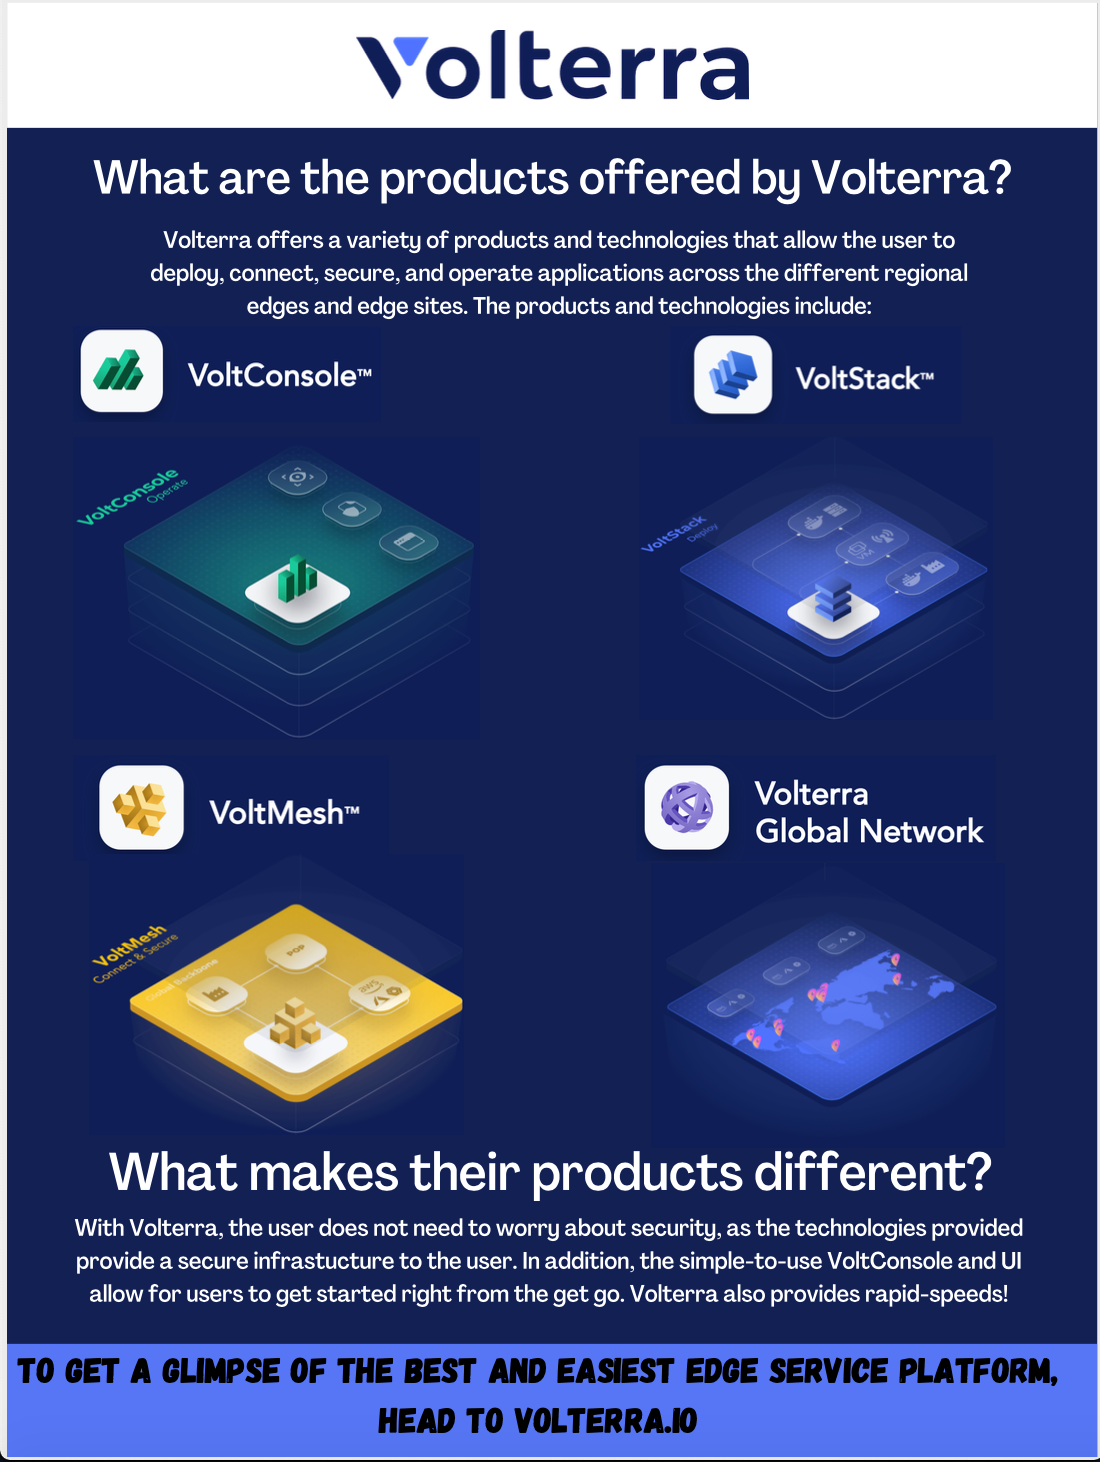 Volterra
What are the products offered by Volterra?
Volterra offers a variety of products and technologies that allow the user to
deploy, connect, secure, and operate applications across the different regional
edges and edge sites. The products and technologies include:
VoltConsole™
VoltStack™
VoltConsole
Operate
VoltStack
Deploy
VM
VoltMesh™
Volterra
Global Network
VoltMesh
Connect & Secure
Global Backbone
POP
aws
What makes their products different?
With Volterra, the user does not need to worry about security, as the technologies provided
provide a secure infrastucture to the user. In addition, the simple-to-use VoltConsole and UI
allow for users to get started right from the get go. Volterra also provides rapid-speeds!
TO GET A GLIMPSE OF THE BEST AND EASIEST EDGE SERVICE PLATFORM,
HEAD TO VOLTERRA.IO